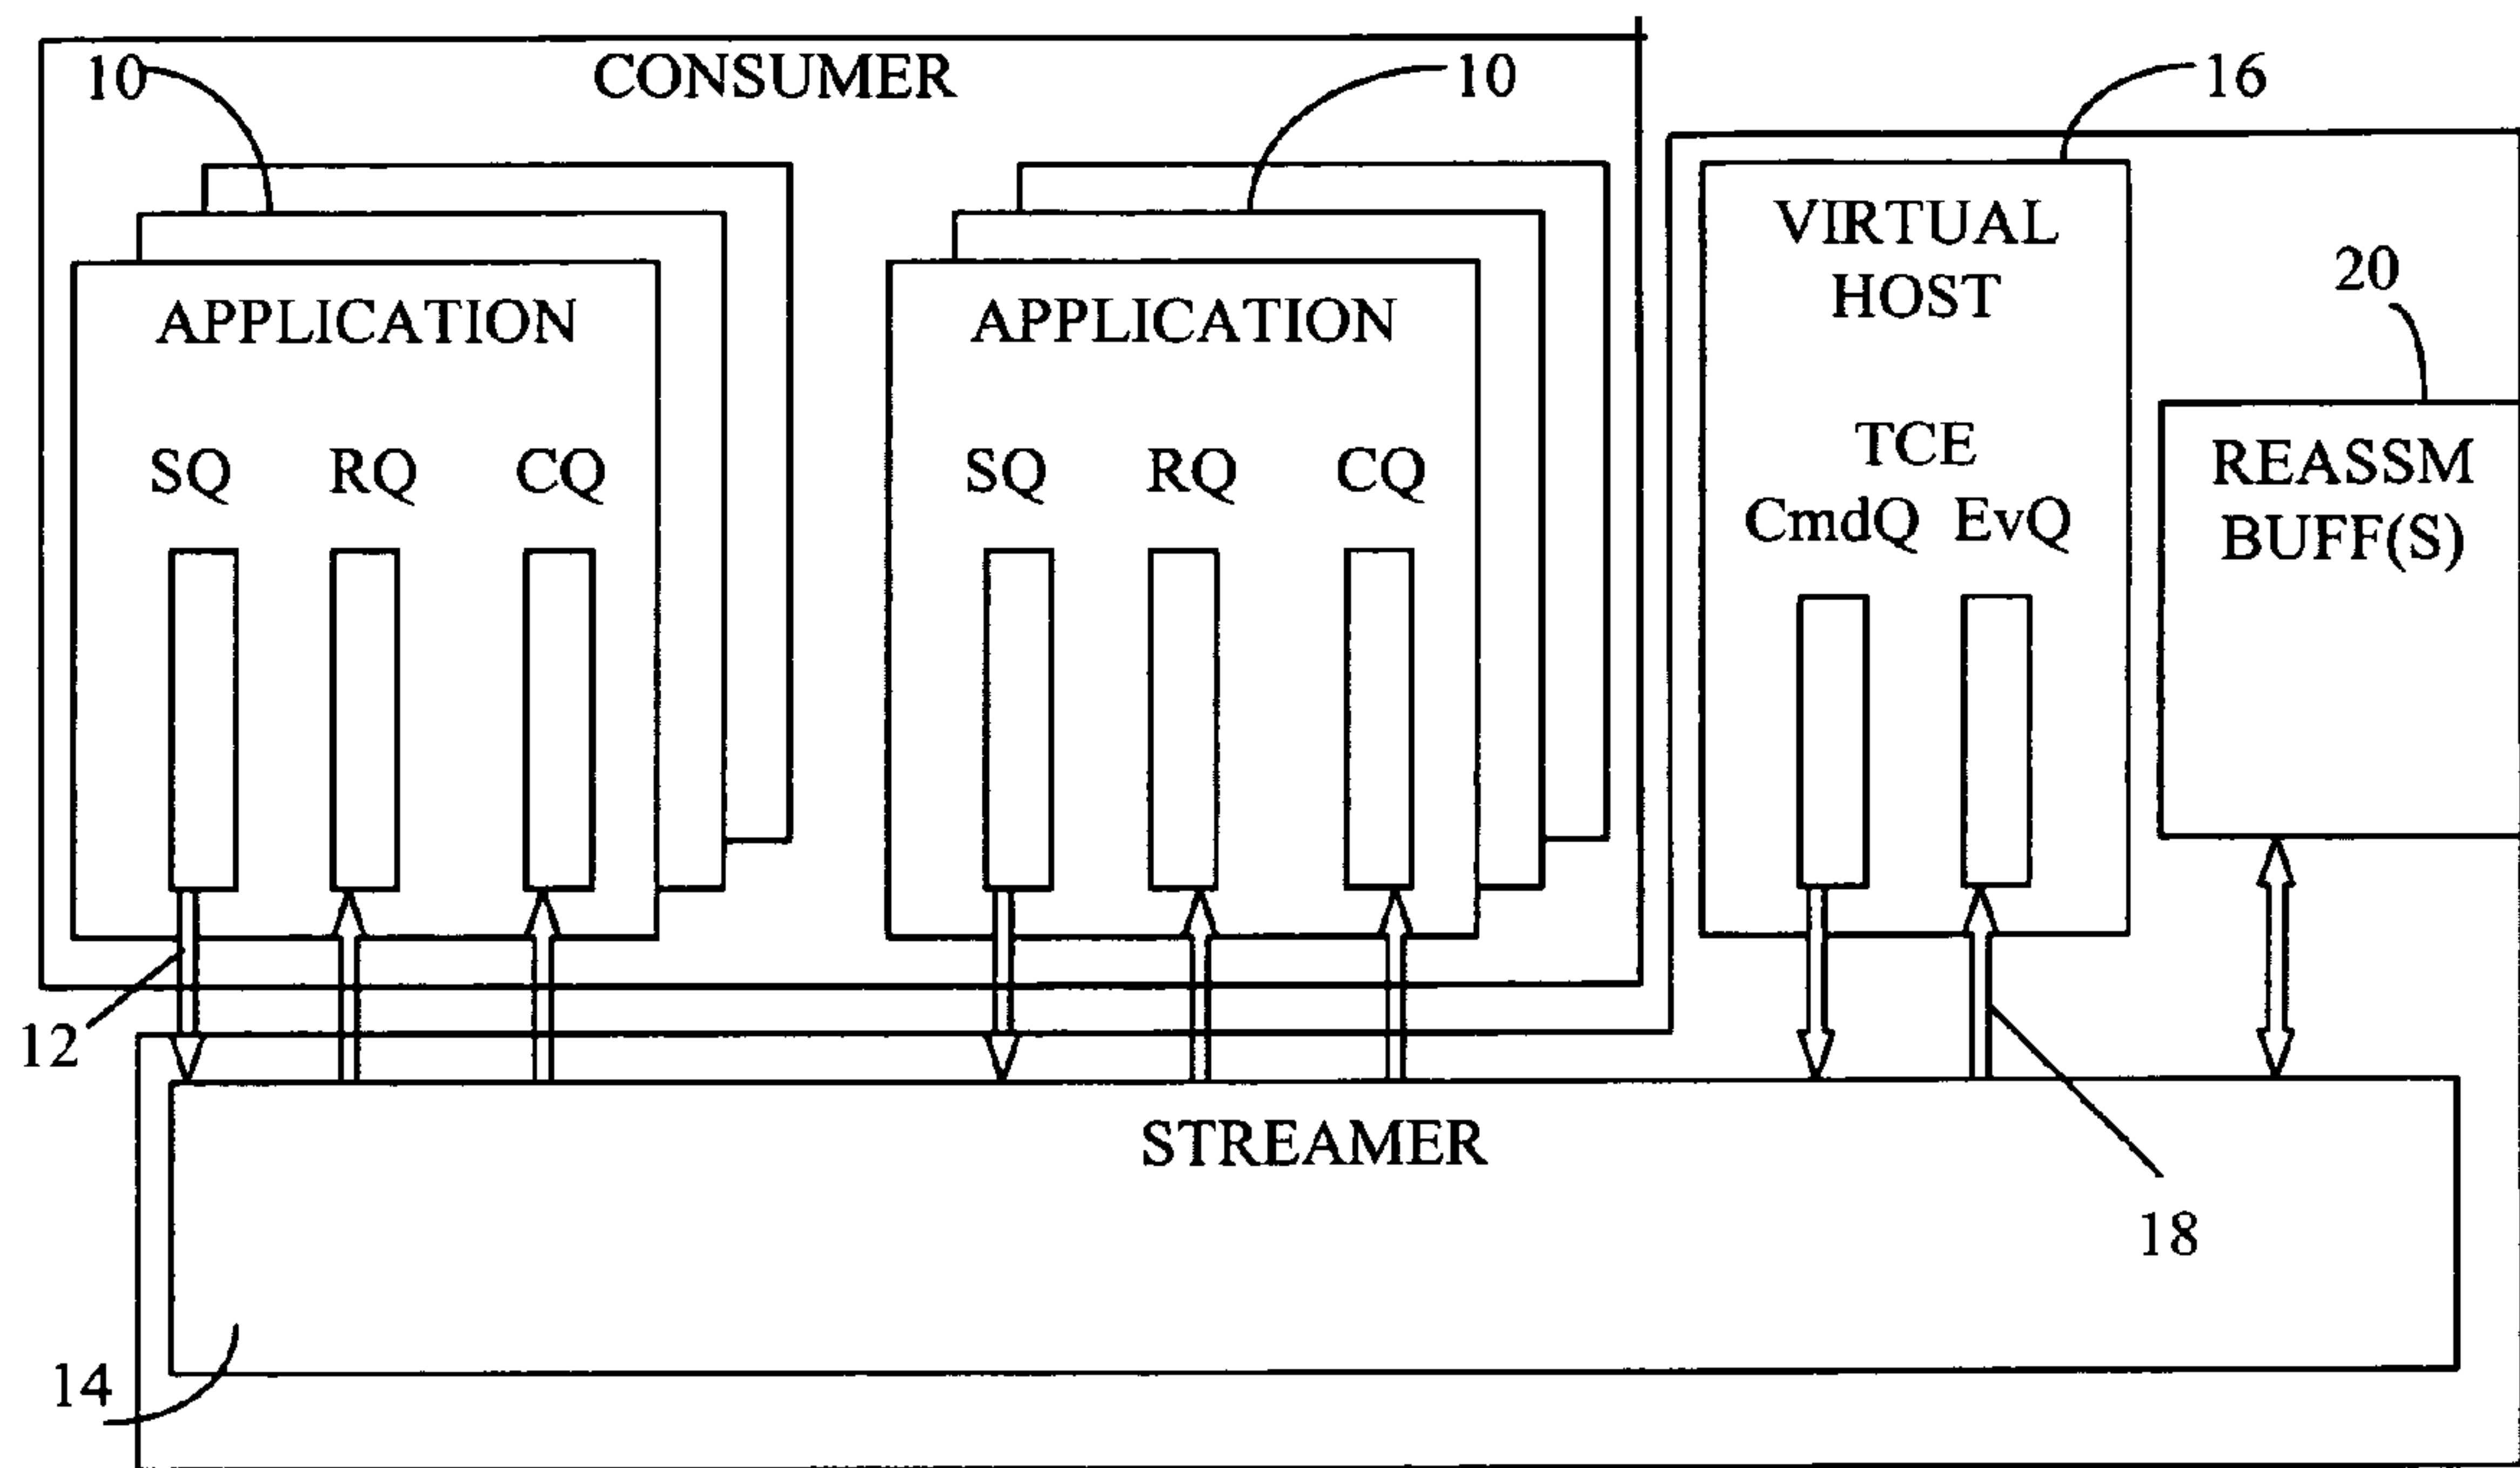 10
CONSUMER
10
16
VIRTUAL
HOST
20
APPLICATION
APPLICATION
SQ RQ CQ
SQ RQ CQ
TCE
CmdQ EvQ
REASSM
BUFF(S)
12
STREAMER
18
14